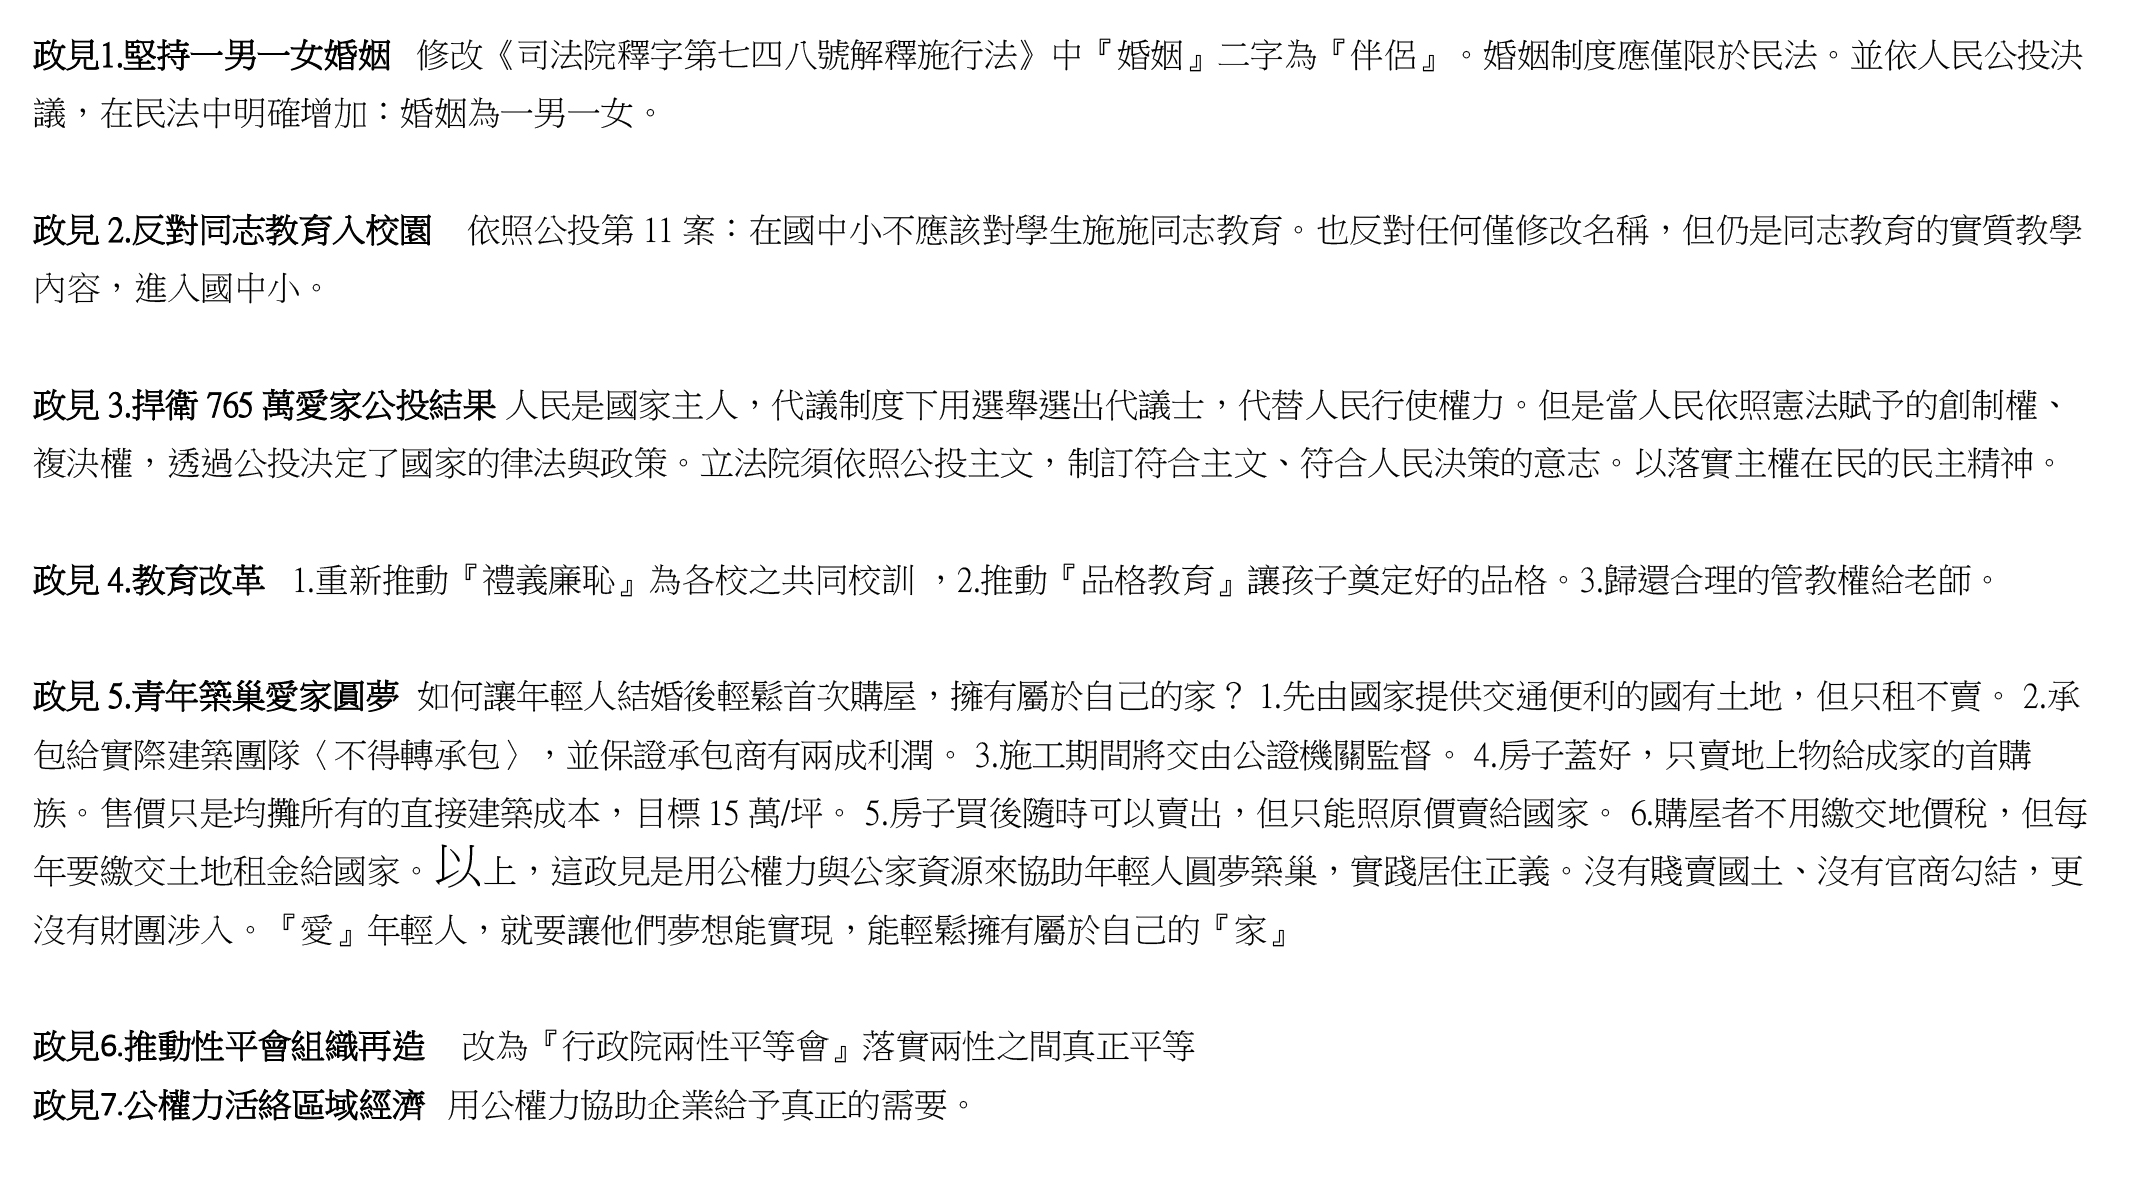 政見1.堅持一男一女婚姻 修改《司法院釋字第七四八號解釋施行法》中『婚姻』二字為『伴侶』。婚姻制度應僅限於民法。並依人民公投決
議，在民法中明確增加：婚姻為一男一女。
政見 2.反對同志教育入校園 依照公投第 11 案：在國中小不應該對學生施施同志教育。也反對任何僅修改名稱，但仍是同志教育的實質教學
內容，進入國中小。
政見 3.捍衛 765 萬愛家公投結果 人民是國家主人，代議制度下用選舉選出代議士，代替人民行使權力。但是當人民依照憲法賦予的創制權、
複決權，透過公投決定了國家的律法與政策。立法院須依照公投主文，制訂符合主文、符合人民決策的意志。以落實主權在民的民主精神。
政見 4.教育改革 1.重新推動『禮義廉恥』為各校之共同校訓 ，2.推動『品格教育』讓孩子奠定好的品格。3.歸還合理的管教權給老師。
政見 5.青年築巢愛家圓夢 如何讓年輕人結婚後輕鬆首次購屋，擁有屬於自己的家？ 1.先由國家提供交通便利的國有土地，但只租不賣。 2.承
包給實際建築團隊〈不得轉承包〉，並保證承包商有兩成利潤。 3.施工期間將交由公證機關監督。 4.房子蓋好，只賣地上物給成家的首購
族。售價只是均攤所有的直接建築成本，目標 15 萬/坪。 5.房子買後隨時可以賣出，但只能照原價賣給國家。 6.購屋者不用繳交地價稅，但每
年要繳交土地租金給國家。以上，這政見是用公權力與公家資源來協助年輕人圓夢築巢，實踐居住正義。沒有賤賣國土、沒有官商勾結，更
沒有財團涉入。『愛』年輕人，就要讓他們夢想能實現，能輕鬆擁有屬於自己的『家』
政見6.推動性平會組織再造 改為『行政院兩性平等會』落實兩性之間真正平等
政見7.公權力活絡區域經濟 用公權力協助企業給予真正的需要。